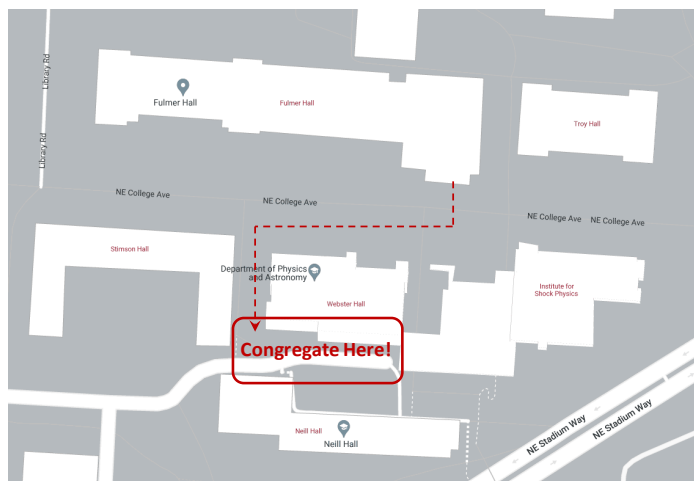 Library Rd
Library Rd
Fulmer Hall
Fulmer Hall
Troy Hall
NE College Ave
NE College Ave
NE College Ave
NE College Ave
Stimson Hall
Department of Physics
and Astronomy
Webster Hall
Institute for
Shock Physics
Congregate Here!
NE Stadium Way
NE Stadium Way
Neill Hall
Neill Hall